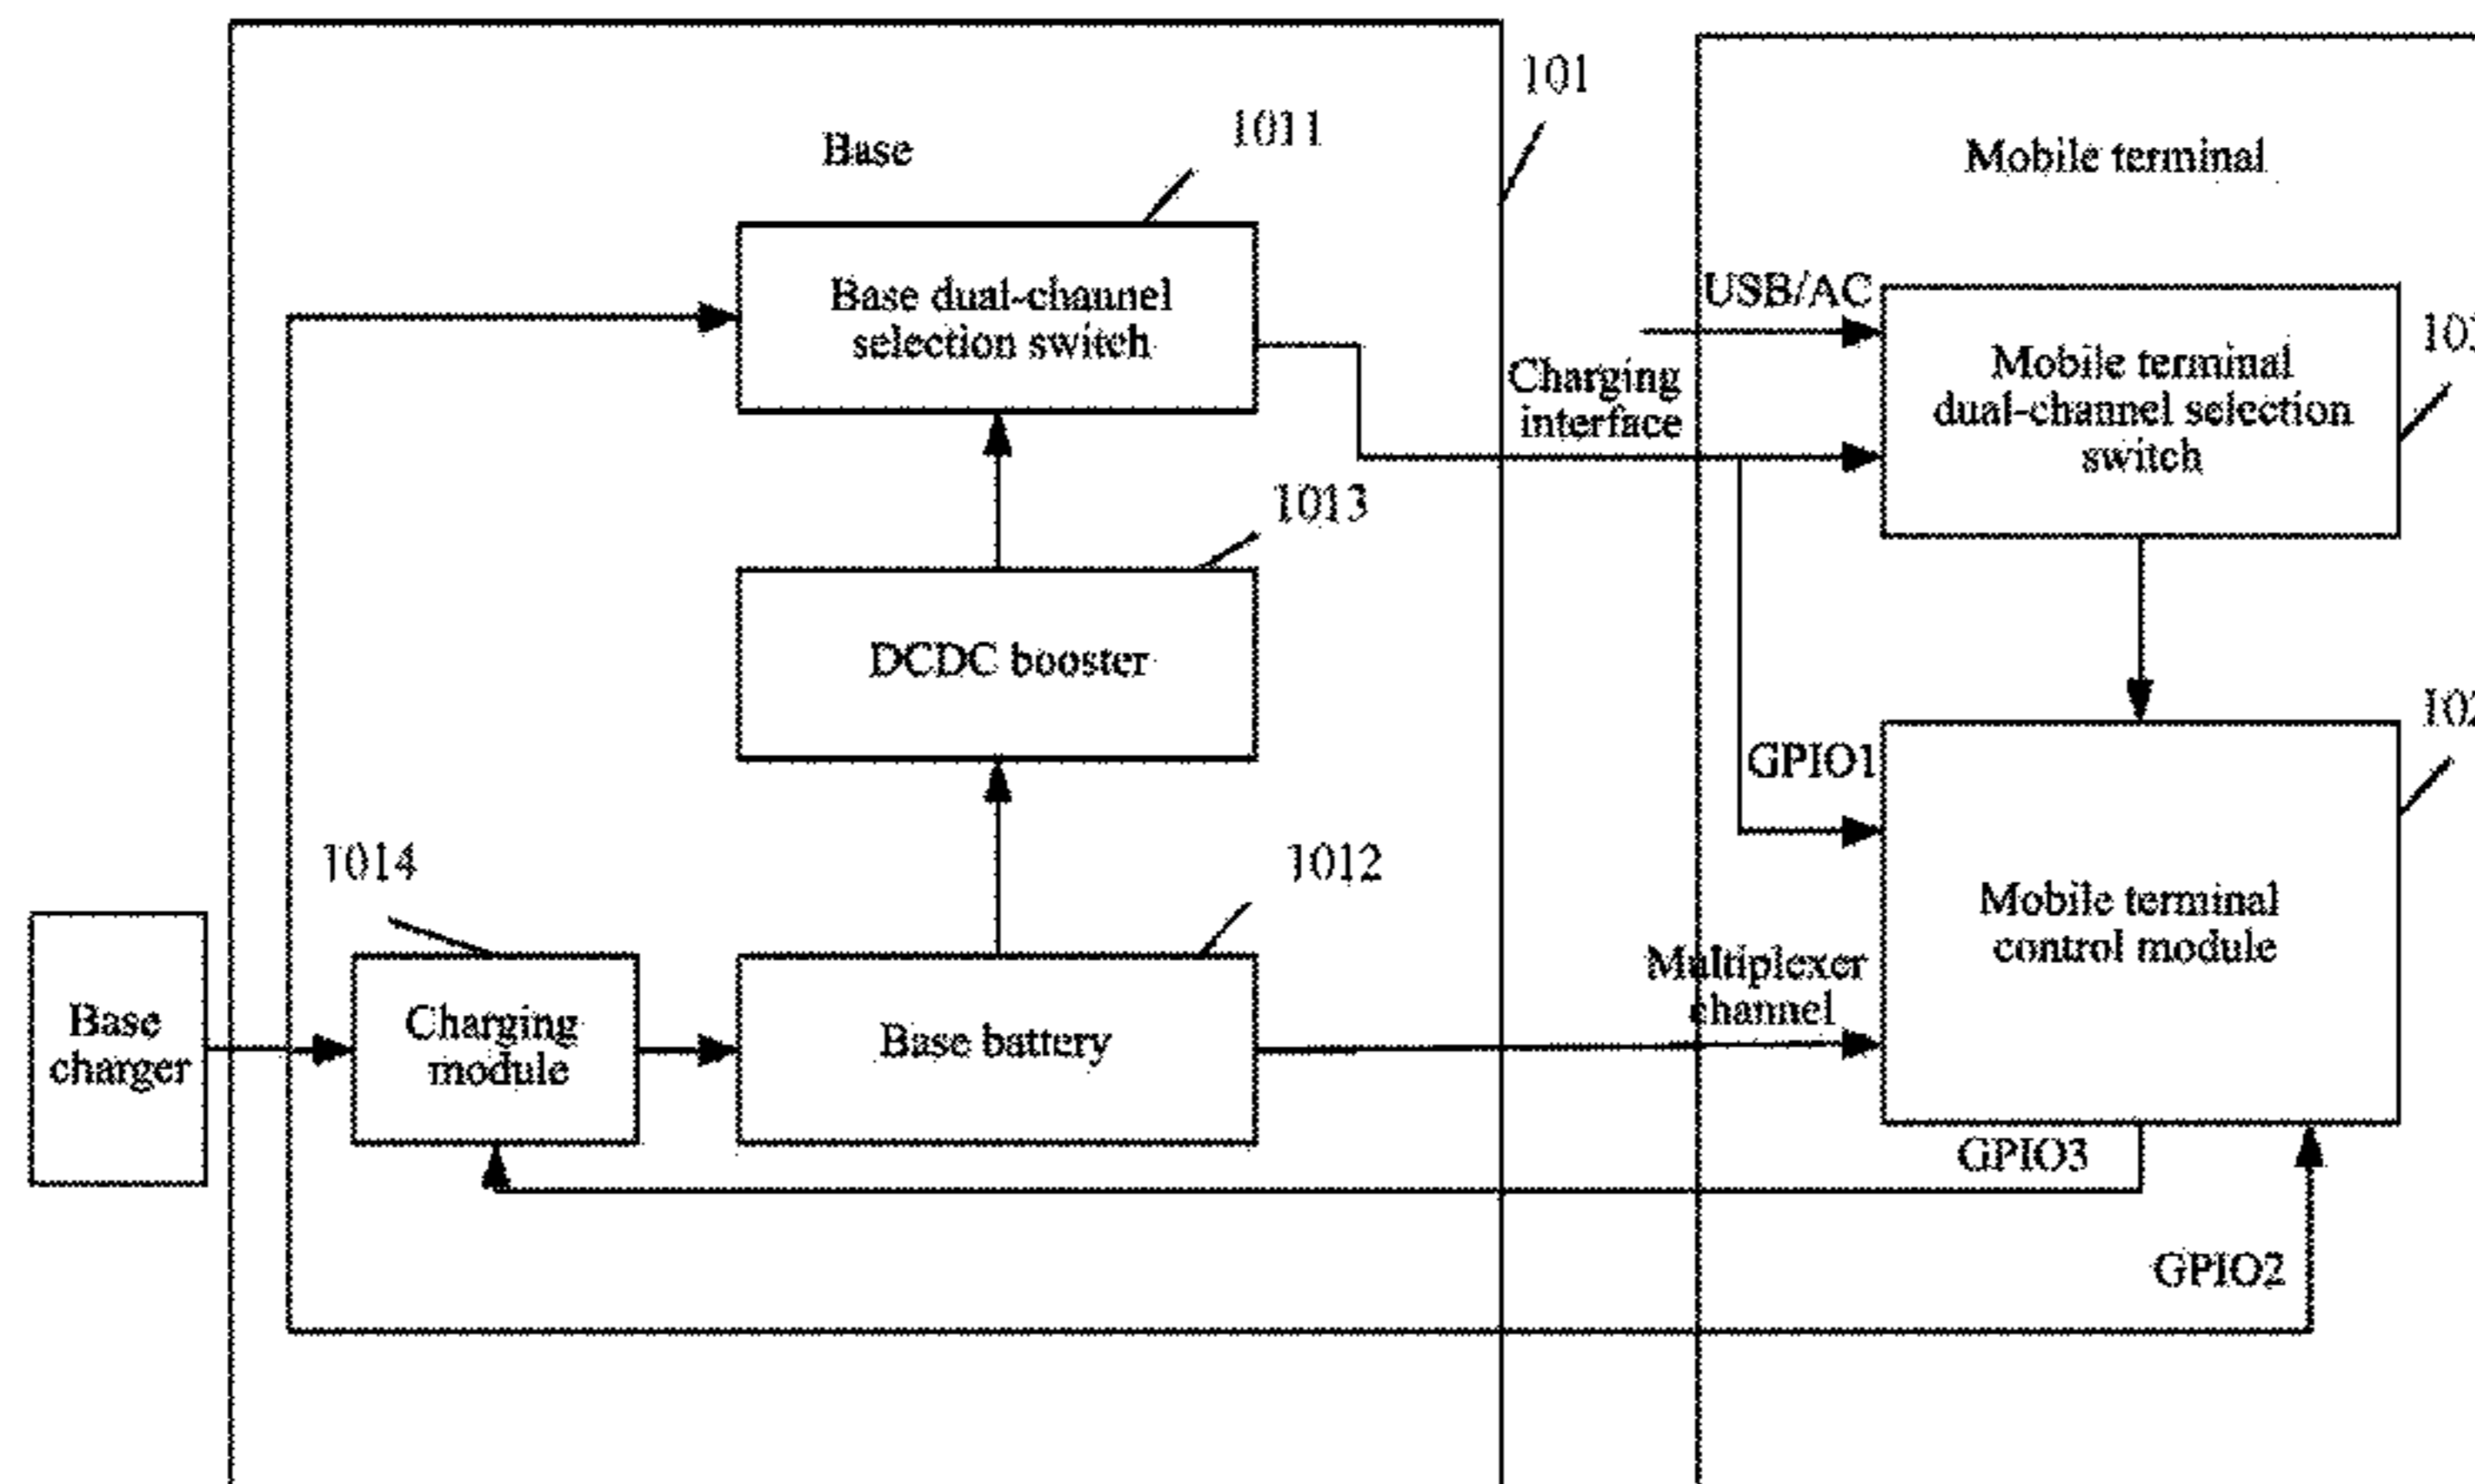 101
1011
Base
Mobile terminal
Base dual-channel
selection switch
USB/AC
Charging
interface
Mobile terminal
dual-channel selection
switch
1013
DCDC booster
GPIO1
1014
1012
Mobile terminal
control module
Base
charger
Charging
module
Base battery
Multiplexer
channel
GPIO3
GPIO2